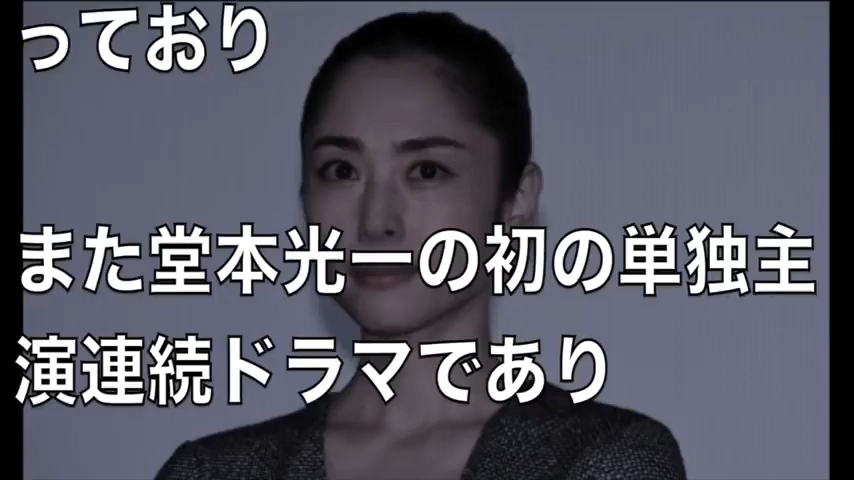 っており
また堂本光一の初の単独主
演連続ドラマであり